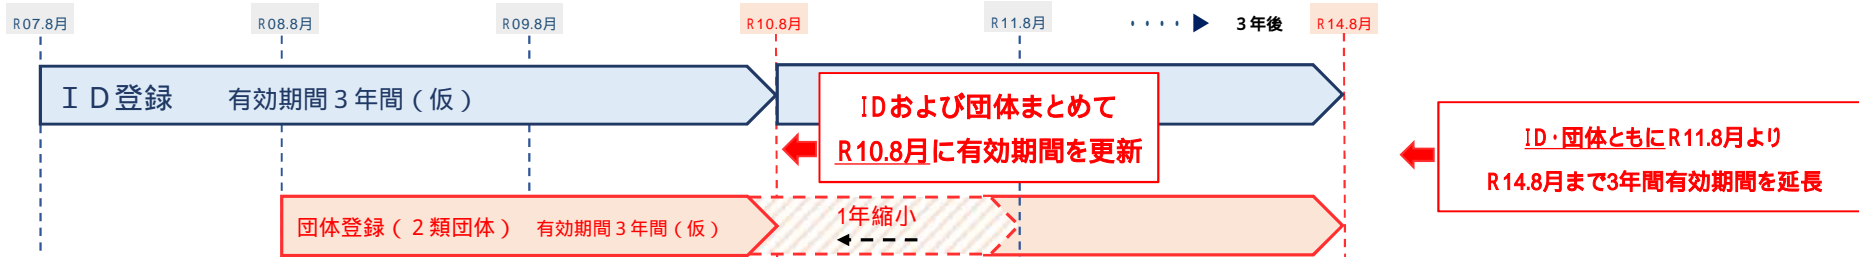 R07.8月
R08.8月
R09.8月
R10.8月
R11.8月
3年後
R14.8月
ID登録 有効期間3年間(仮)
IDおよび団体まとめて
R10.8月に有効期間を更新
ID・団体ともにR11.8月より
R14.8月まで3年間有効期間を延長
団体登録(2類団体) 有効期間3年間(仮)
1年縮小